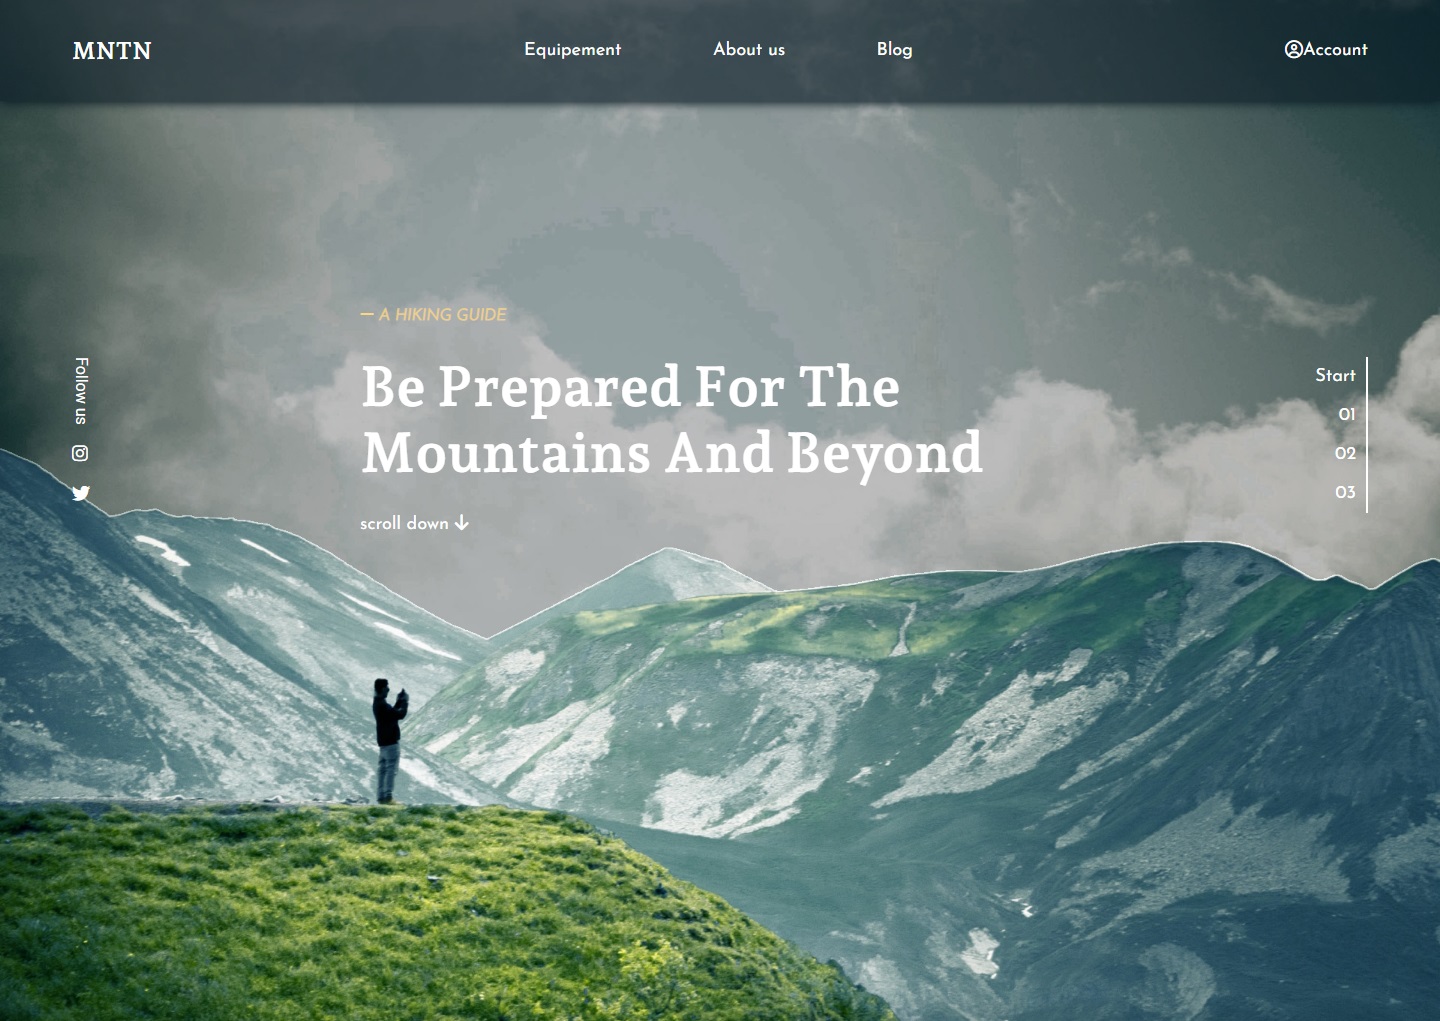 MNTN
Equipement
About us
Blog
Account
— A HIKING GUIDE
Be Prepared For The
Mountains And Beyond
scroll down
Follow us
Start
01
02
03